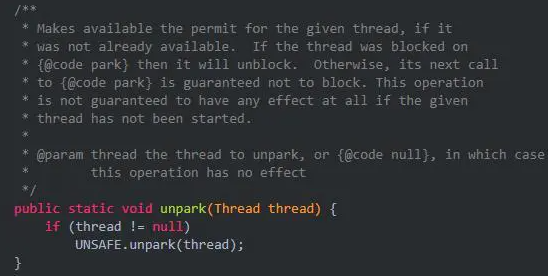 /**
 * Makes available the permit for the given thread, if it
 * was not already available.  If the thread was blocked on
 * {@code park} then it will unblock.  Otherwise, its next call
 * to {@code park} is guaranteed not to block. This operation
 * is not guaranteed to have any effect at all if the given
 * thread has not been started.
 *
 * @param thread the thread to unpark, or {@code null}, in which case
 *        this operation has no effect
 */
public static void unpark(Thread thread) {
    if (thread != null)
        UNSAFE.unpark(thread);
}